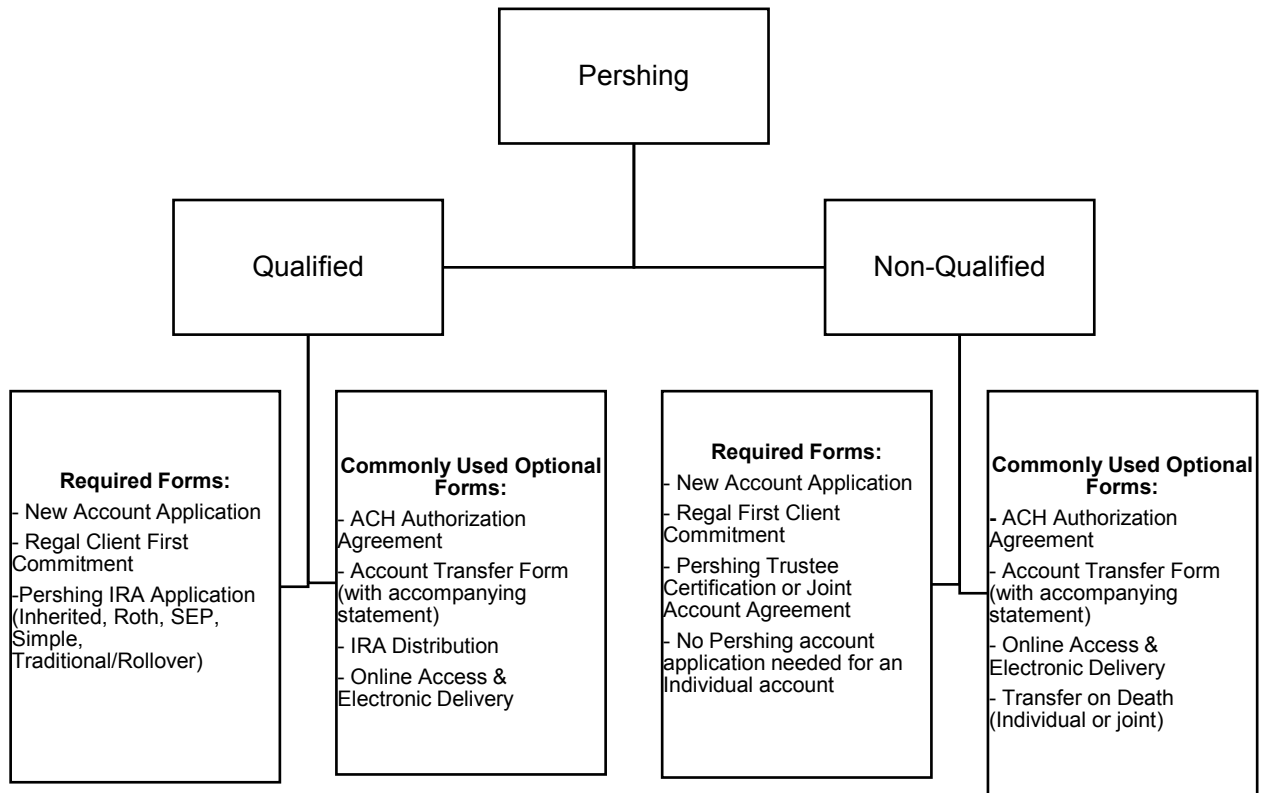 Pershing
Qualified
Non-Qualified
Required Forms:
- New Account Application
- Regal Client First
Commitment
-Pershing IRA Application
(Inherited, Roth, SEP,
Simple,
Traditional/Rollover)
Commonly Used Optional
Forms:
- ACH Authorization
Agreement
- Account Transfer Form
(with accompanying
statement)
- IRA Distribution
- Online Access &
Electronic Delivery
Required Forms:
- New Account Application
- Regal First Client
Commitment
- Pershing Trustee
Certification or Joint
Account Agreement
- No Pershing account
application needed for an
Individual account
Commonly Used Optional
Forms:
- ACH Authorization
Agreement
- Account Transfer Form
(with accompanying
statement)
- Online Access &
Electronic Delivery
- Transfer on Death
(Individual or joint)